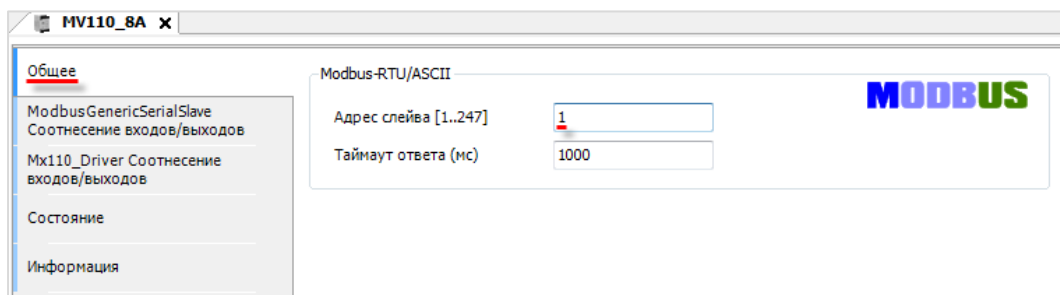 MV110_8A
Общее
ModbusGenericSerialSlave
Соотнесение входов/выходов
Mx110_Driver Соотнесение
входов/выходов
Состояние
Информация
Modbus-RTU/ASCII
MODBUS
Адрес слейва [1..247] 1
Таймаут ответа (мс) 1000